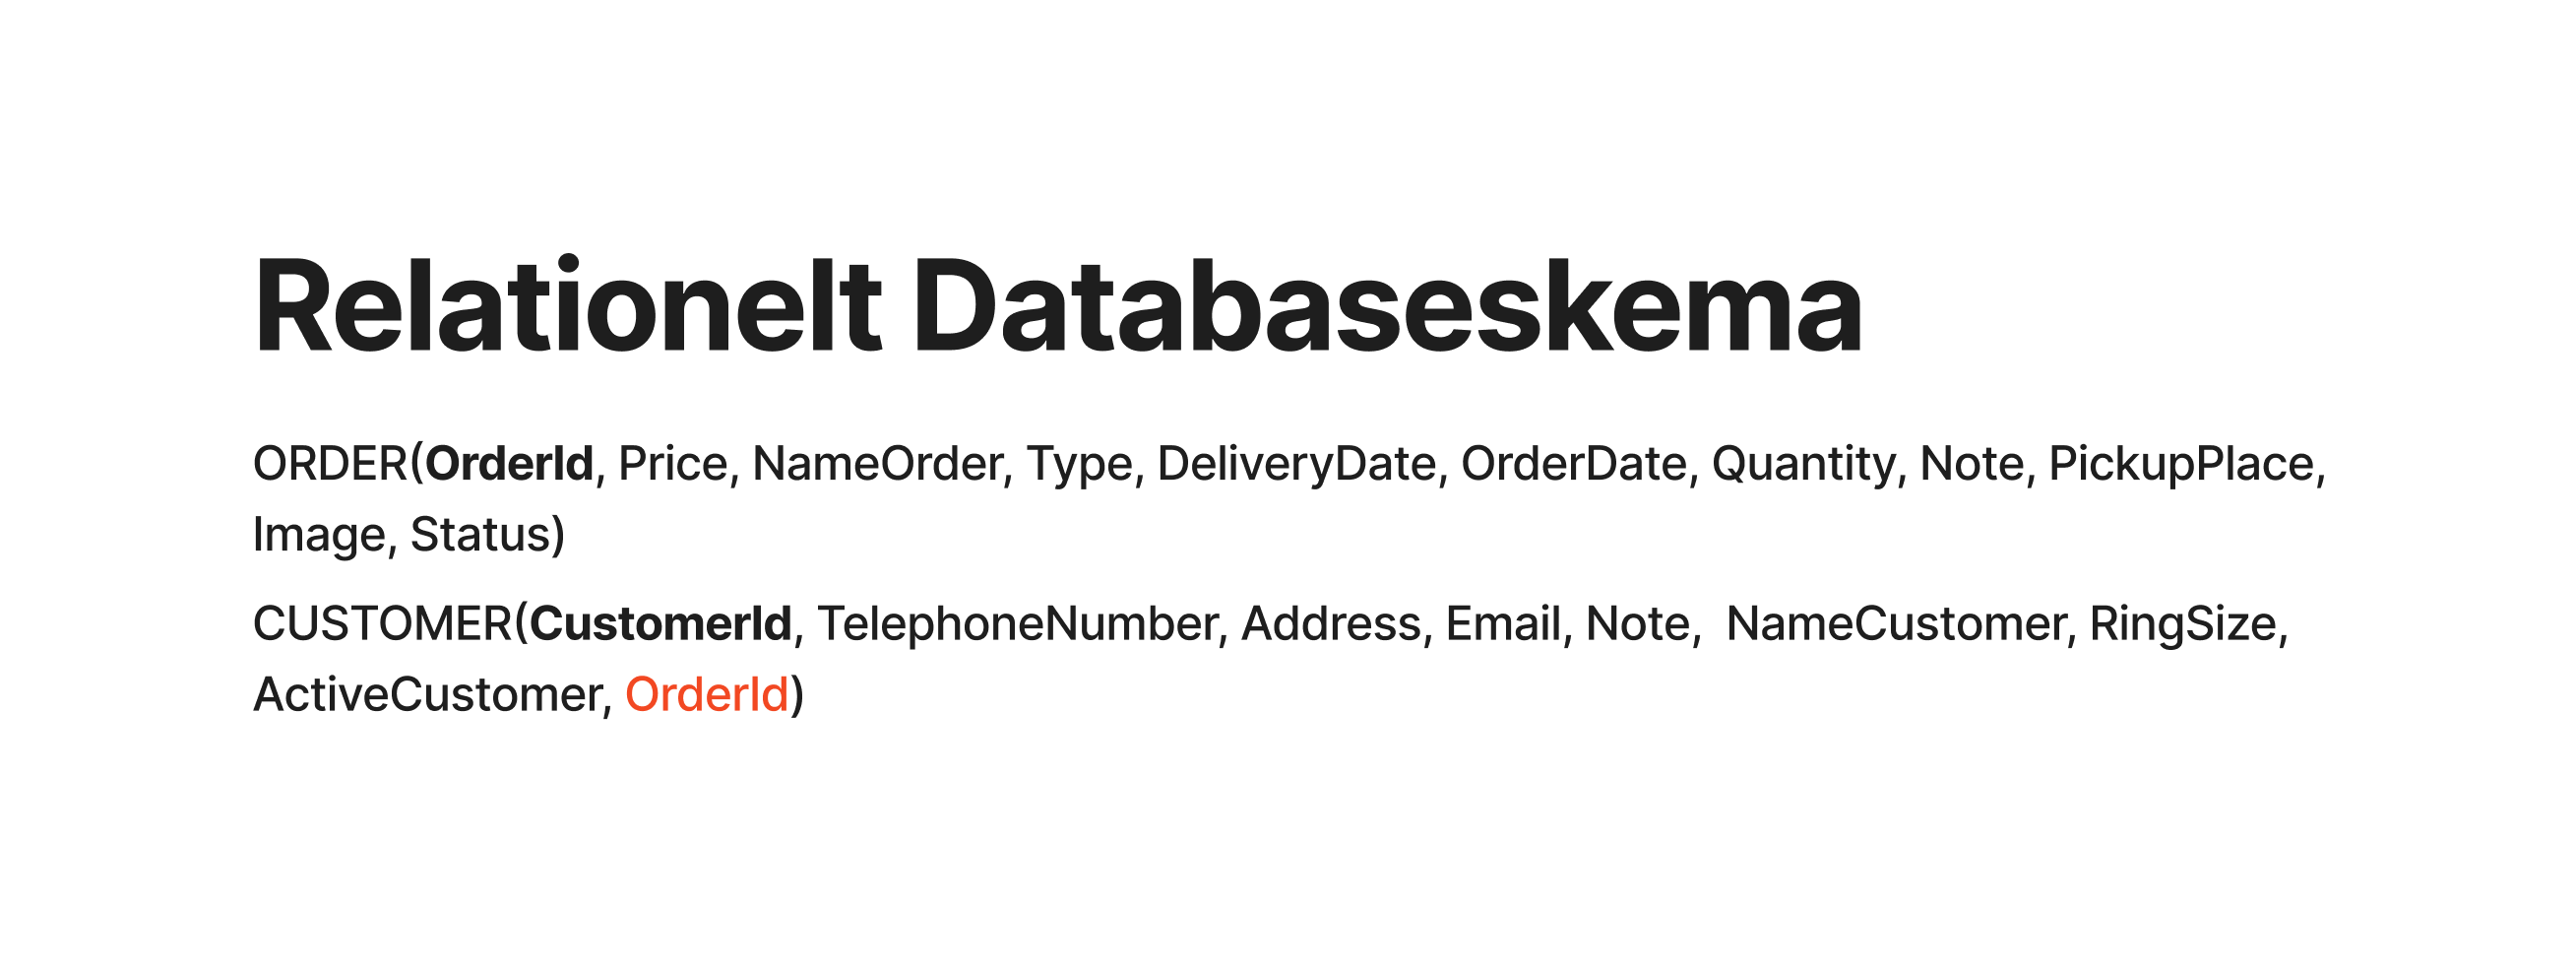 Relationelt Databaseskema
ORDER(OrderId, Price, NameOrder, Type, DeliveryDate, OrderDate, Quantity, Note, PickupPlace,
Image, Status)
CUSTOMER(CustomerId, TelephoneNumber, Address, Email, Note,  NameCustomer, RingSize,
ActiveCustomer, OrderId)